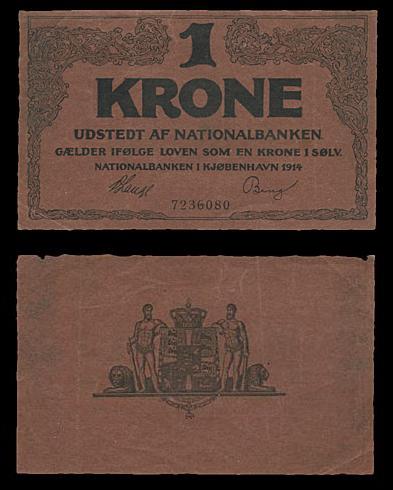 1
KRONE
UDSTEDT AF NATIONALBANKEN
GÆLDER IFØLGE LOVEN SOM EN KRONE I SØLV.
NATIONALBANKEN I KJØBENHAVN 1914
7236080